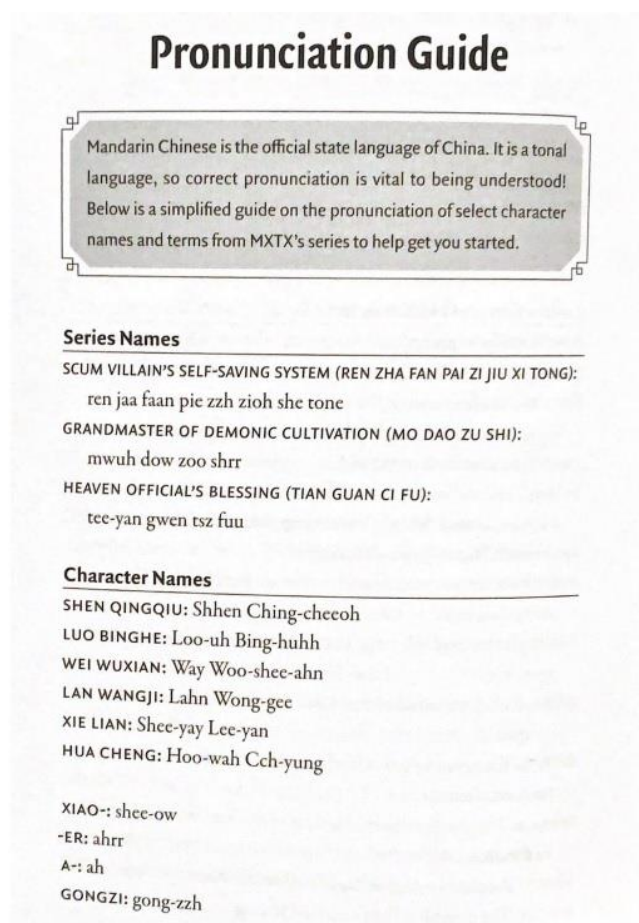 Pronunciation Guide
Mandarin Chinese is the official state language of China. It is a tonal
language, so correct pronunciation is vital to being understood!
Below is a simplified guide on the pronunciation of select character
names and terms from MXTX's series to help get you started.
Series Names
SCUM VILLAIN'S SELF-SAVING SYSTEM (REN ZHA FAN PAI ZI JIU XI TONG):
ren jaa faan pie zzh zioh she tone
GRANDMASTER OF DEMONIC CULTIVATION (MO DAO ZU SHI):
mwuh dow zoo shrr
HEAVEN OFFICIAL'S BLESSING (TIAN GUAN CI FU):
tee-yan gwen tsz fuu
Character Names
SHEN QINGQIU: Shhen Ching-cheeoh
LUO BINGHE: Loo-uh Bing-huhh
WEI WUXIAN: Way Woo-shee-ahn
LAN WANGJI: Lahn Wong-gee
XIE LIAN: Shee-yay Lee-yan
HUA CHENG: Hoo-wah Cch-yung
XIAO-: shee-ow
-ER: ahrr
A-: ah
GONGZI: gong-zzh